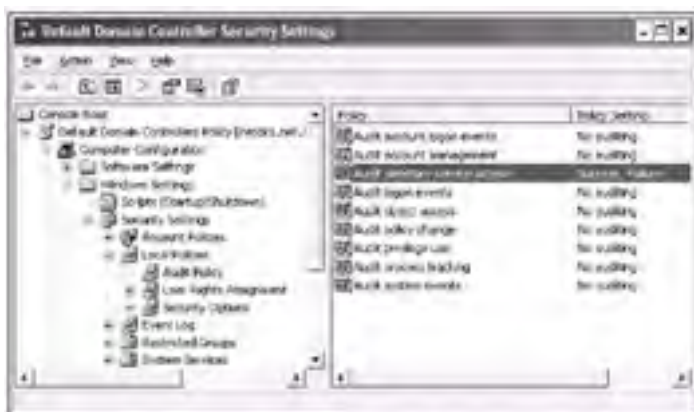 Default Domain Controller Security Settings
File Action View Help
Console Root
Default Domain Controllers Policy
Computer Configuration
Software Settings
Windows Settings
Scripts (Startup/Shutdown)
Security Settings
Account Policies
Local Policies
Audit Policy
User Rights Assignment
Security Options
Event Log
Restricted Groups
System Services
Policy Policy Setting
Audit account logon events No auditing
Audit account management No auditing
Audit directory service access Success, Failure
Audit logon events No auditing
Audit object access No auditing
Audit policy change No auditing
Audit privilege use No auditing
Audit process tracking No auditing
Audit system events No auditing